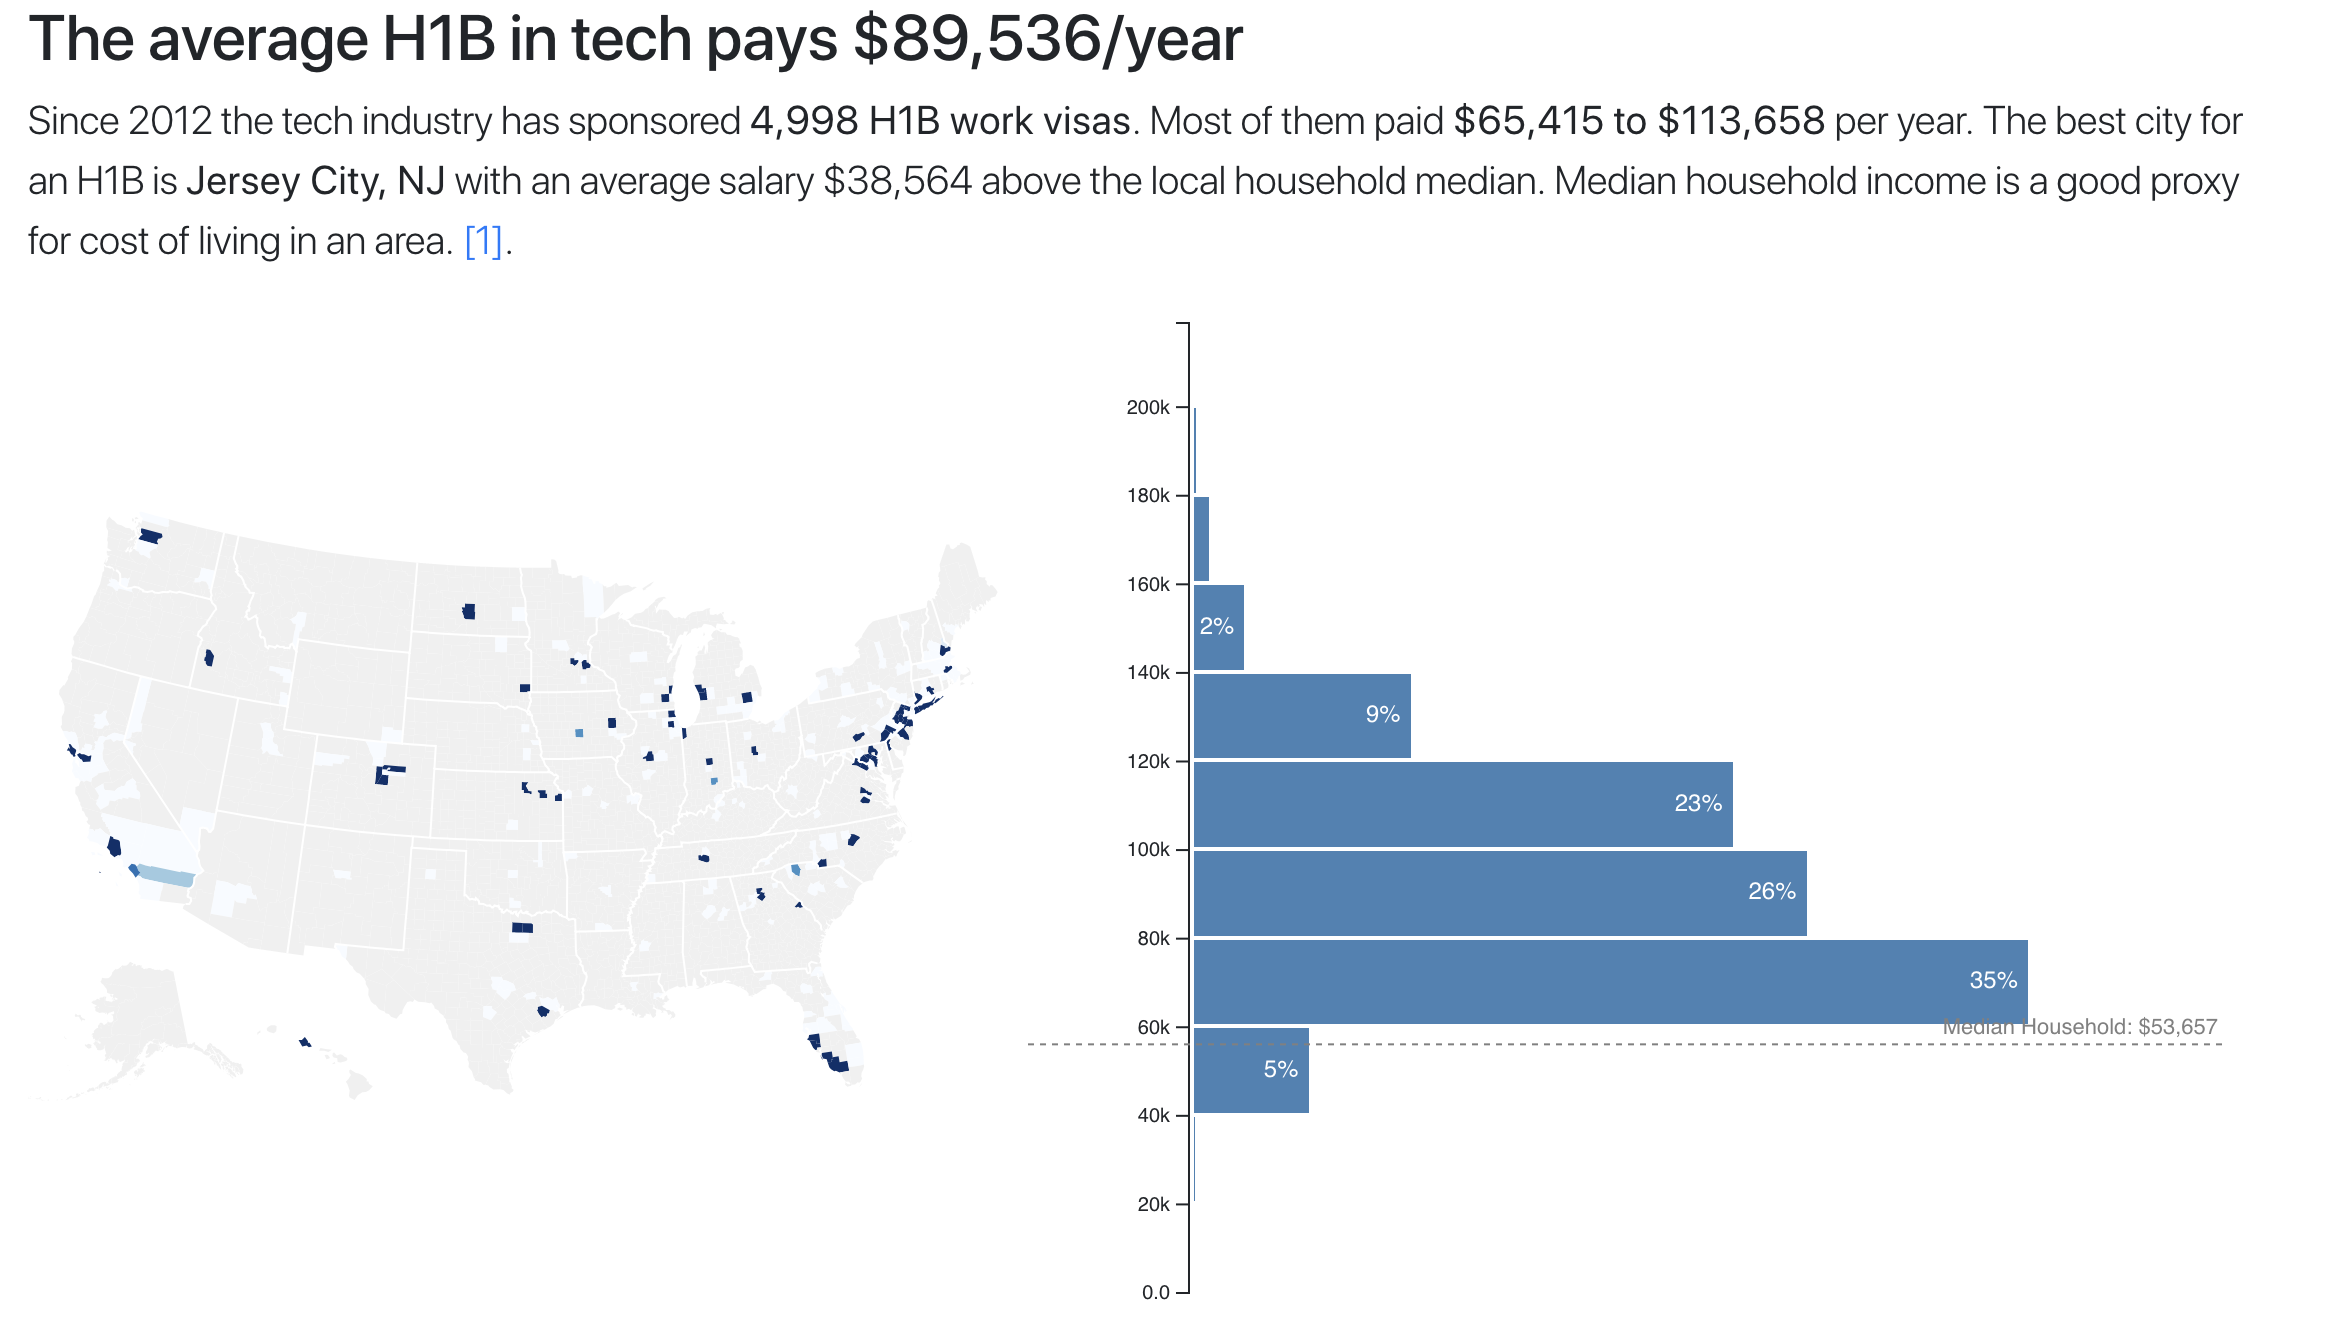 The average H1B in tech pays $89,536/year
Since 2012 the tech industry has sponsored 4,998 H1B work visas. Most of them paid $65,415 to $113,658 per year. The best city for
an H1B is Jersey City, NJ with an average salary $38,564 above the local household median. Median household income is a good proxy
for cost of living in an area. [1].
200k
180k
160k
2%
140k
9%
120k
23%
100k
26%
80k
35%
60k
Median Household: $53,657
5%
40k
20k
0.0